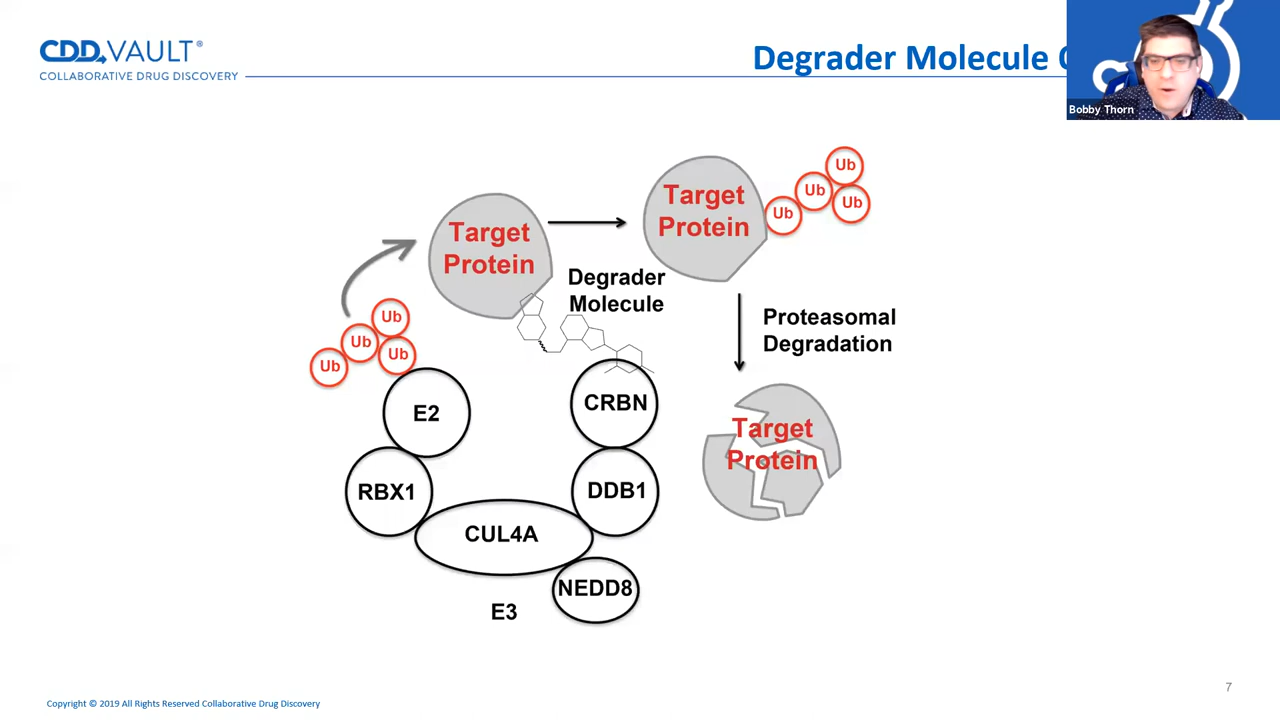 CDD VAULT®
COLLABORATIVE DRUG DISCOVERY
Degrader Molecule
Bobby Thorn
Target
Protein
Target
Protein
Ub
Ub
Ub
Ub
Degrader
Molecule
Ub
Ub
Ub
Ub
Proteasomal
Degradation
E2
CRBN
Target
Protein
RBX1
DDB1
CUL4A
NEDD8
E3
7
Copyright © 2019 All Rights Reserved Collaborative Drug Discovery